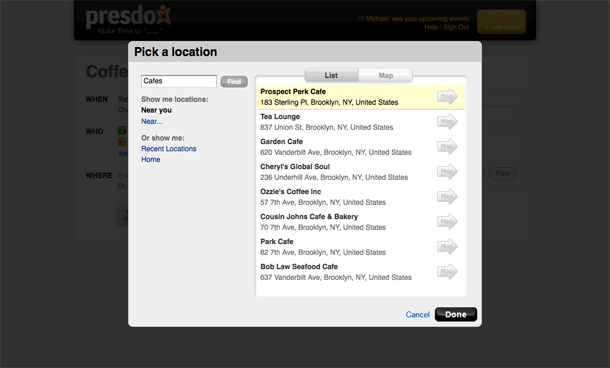 presdo
Make Time to "____"
Hi Michael, see your upcoming events
Help | Sign Out
Pick a location
Coffe
WHEN
WHO
WHERE
Cafes
Find
Show me locations:
Near you
Near...
Or show me:
Recent Locations
Home
List
Map
Prospect Perk Cafe
183 Sterling Pl, Brooklyn, NY, United States
Map
Tea Lounge
837 Union St, Brooklyn, NY, United States
Map
Garden Cafe
620 Vanderbilt Ave, Brooklyn, NY, United States
Map
Cheryl's Global Soul
236 Underhill Ave, Brooklyn, NY, United States
Map
Ozzie's Coffee Inc
57 7th Ave, Brooklyn, NY, United States
Map
Cousin Johns Cafe & Bakery
70 7th Ave, Brooklyn, NY, United States
Map
Park Cafe
82 7th Ave, Brooklyn, NY, United States
Map
Bob Law Seafood Cafe
637 Vanderbilt Ave, Brooklyn, NY, United States
Map
Post
Cancel
Done